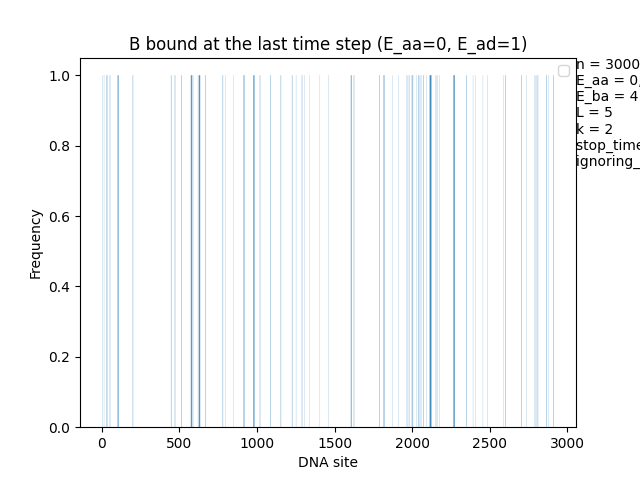 B bound at the last time step (E_aa=0, E_ad=1)
n = 3000
E_aa = 0,
E_ba = 4
L = 5
k = 2
stop_time
ignoring_
1.0
0.8
0.6
0.4
0.2
0.0
Frequency
0
500
1000
1500
2000
2500
3000
DNA site